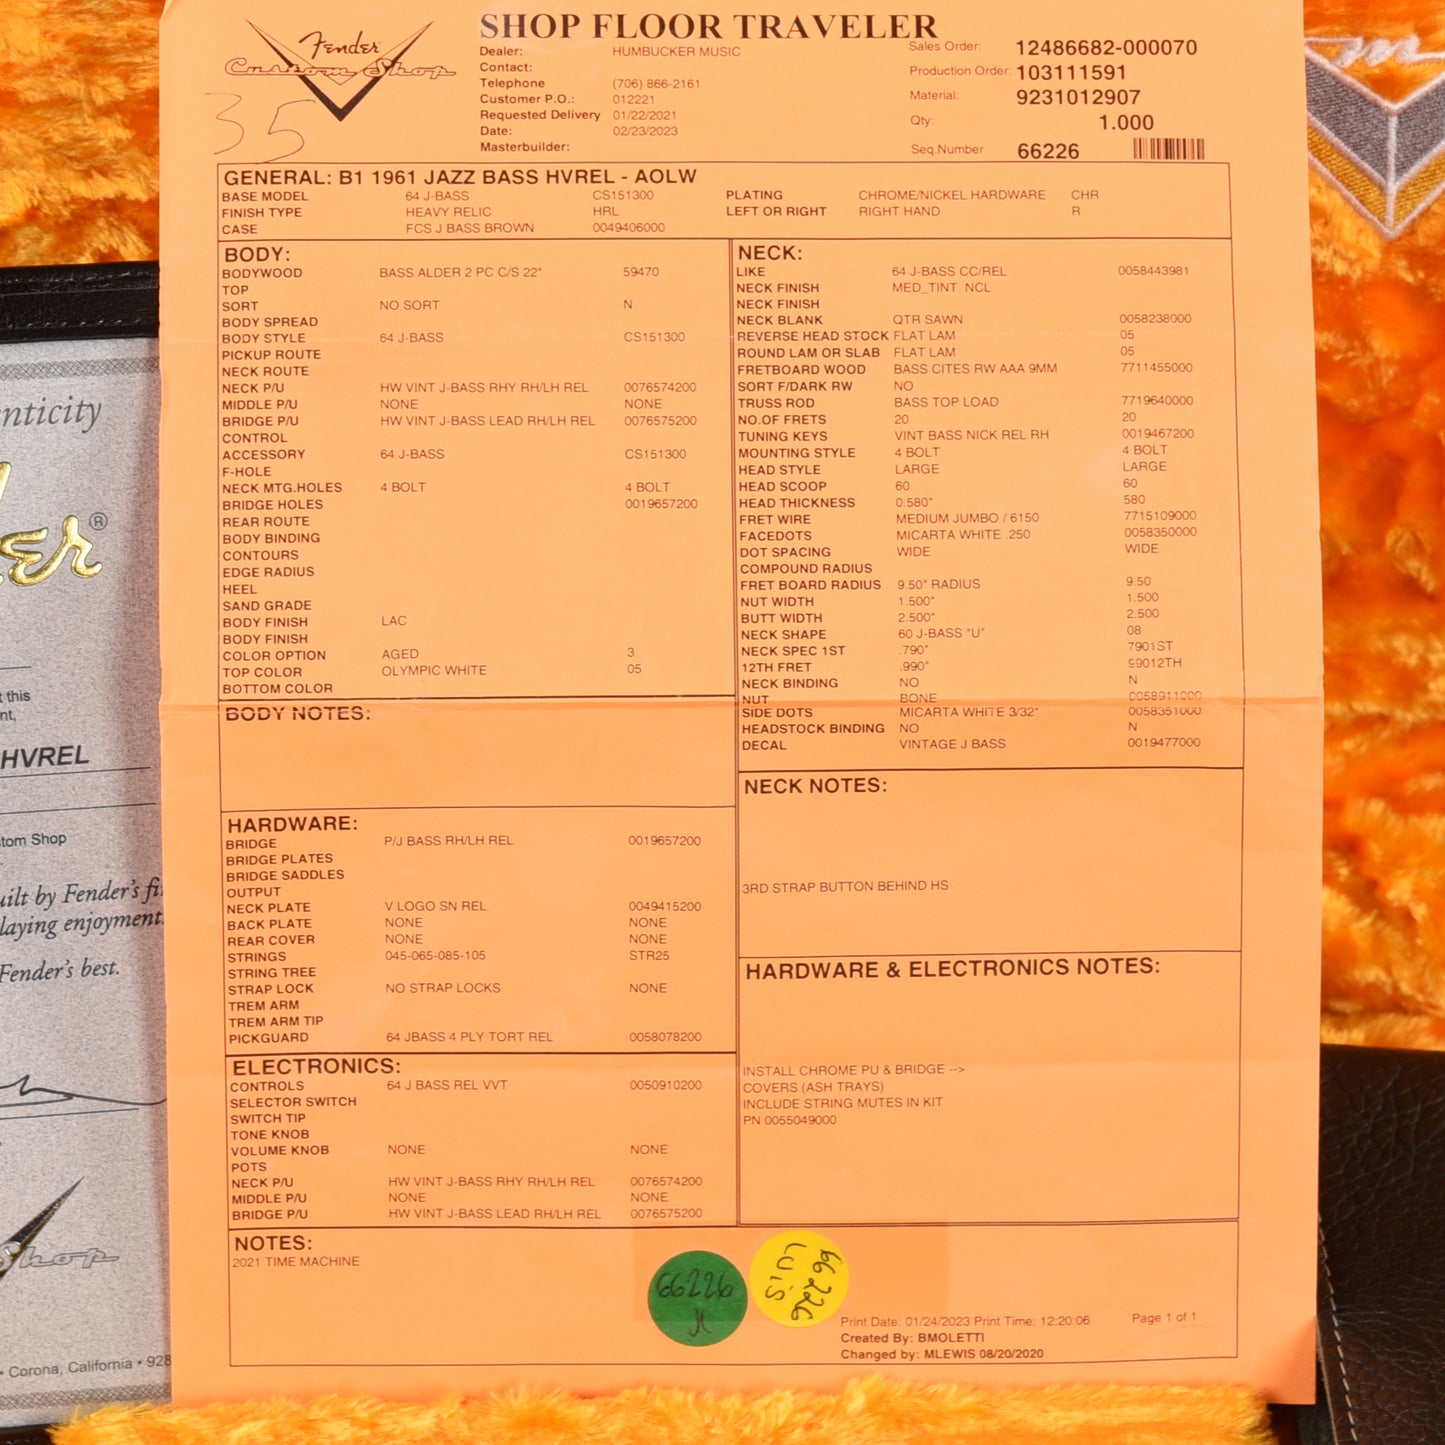 Fender
Custom Shop
35
SHOP FLOOR TRAVELER
Dealer: HUMBUCKER MUSIC
Contact:
Telephone (706) 866-2161
Customer P.O.: 012221
Requested Delivery 01/22/2021
Date: 02/23/2023
Masterbuilder:
Sales Order: 12486682-000070
Production Order: 103111591
Material: 9231012907
Qty: 1.000
Seq.Number 66226
GENERAL: B1 1961 JAZZ BASS HVREL - AOLW
BASE MODEL 64 J-BASS CS151300 PLATING CHROME/NICKEL HARDWARE CHR
FINISH TYPE HEAVY RELIC HRL LEFT OR RIGHT RIGHT HAND R
CASE FCS J BASS BROWN 0049406000
BODY:
BODYWOOD BASS ALDER 2 PC C/S 22" 59470
TOP
SORT NO SORT N
BODY SPREAD
BODY STYLE 64 J-BASS CS151300
PICKUP ROUTE
NECK ROUTE
NECK P/U HW VINT J-BASS RHY RH/LH REL 0076574200
MIDDLE P/U NONE NONE
BRIDGE P/U HW VINT J-BASS LEAD RH/LH REL 0076575200
CONTROL
ACCESSORY 64 J-BASS CS151300
F-HOLE
NECK MTG.HOLES 4 BOLT 4 BOLT
BRIDGE HOLES 0019657200
REAR ROUTE
BODY BINDING
CONTOURS
EDGE RADIUS
HEEL
SAND GRADE
BODY FINISH LAC
BODY FINISH
COLOR OPTION AGED 3
TOP COLOR OLYMPIC WHITE 05
BOTTOM COLOR
BODY NOTES:
HARDWARE:
BRIDGE P/J BASS RH/LH REL 0019657200
BRIDGE PLATES
BRIDGE SADDLES
OUTPUT
NECK PLATE V LOGO SN REL 0049415200
BACK PLATE NONE NONE
REAR COVER NONE NONE
STRINGS 045-065-085-105 STR25
STRING TREE
STRAP LOCK NO STRAP LOCKS NONE
TREM ARM
TREM ARM TIP
PICKGUARD 64 JBASS 4 PLY TORT REL 0058078200
ELECTRONICS:
CONTROLS 64 J BASS REL VVT 0050910200
SELECTOR SWITCH
SWITCH TIP
TONE KNOB
VOLUME KNOB NONE NONE
POTS
NECK P/U HW VINT J-BASS RHY RH/LH REL 0076574200
MIDDLE P/U NONE NONE
BRIDGE P/U HW VINT J-BASS LEAD RH/LH REL 0076575200
NECK:
LIKE 64 J-BASS CC/REL 0058443981
NECK FINISH MED_TINT NCL
NECK FINISH
NECK BLANK QTR SAWN 0058238000
REVERSE HEAD STOCK FLAT LAM 05
ROUND LAM OR SLAB FLAT LAM 05
FRETBOARD WOOD BASS CITES RW AAA 9MM 7711455000
SORT F/DARK RW NO
TRUSS ROD BASS TOP LOAD 7719640000
NO.OF FRETS 20 20
TUNING KEYS VINT BASS NICK REL RH 0019467200
MOUNTING STYLE 4 BOLT 4 BOLT
HEAD STYLE LARGE LARGE
HEAD SCOOP 60 60
HEAD THICKNESS 0.580" 580
FRET WIRE MEDIUM JUMBO / 6150 7715109000
FACEDOTS MICARTA WHITE .250 0058350000
DOT SPACING WIDE WIDE
COMPOUND RADIUS
FRET BOARD RADIUS 9.50" RADIUS 9.50
NUT WIDTH 1.500" 1.500
BUTT WIDTH 2.500" 2.500
NECK SHAPE 60 J-BASS "U" 08
NECK SPEC 1ST .790" 7901ST
12TH FRET .990" 99012TH
NECK BINDING NO N
NUT BONE 0058911000
SIDE DOTS MICARTA WHITE 3/32" 0058351000
HEADSTOCK BINDING NO N
DECAL VINTAGE J BASS 0019477000
NECK NOTES:
3RD STRAP BUTTON BEHIND HS
HARDWARE & ELECTRONICS NOTES:
INSTALL CHROME PU & BRIDGE -->
COVERS (ASH TRAYS)
INCLUDE STRING MUTES IN KIT
PN 0055049000
NOTES:
2021 TIME MACHINE
66226
66226
LUIS
Print Date: 01/24/2023 Print Time: 12:20:06 Page 1 of 1
Created By: BMOLETTI
Changed by: MLEWIS 08/20/2020
nticity
er®
t this
nt,
HVREL
tom Shop
uilt by Fender's fi
laying enjoyment.
Fender's best.
Shop
• Corona, California • 928